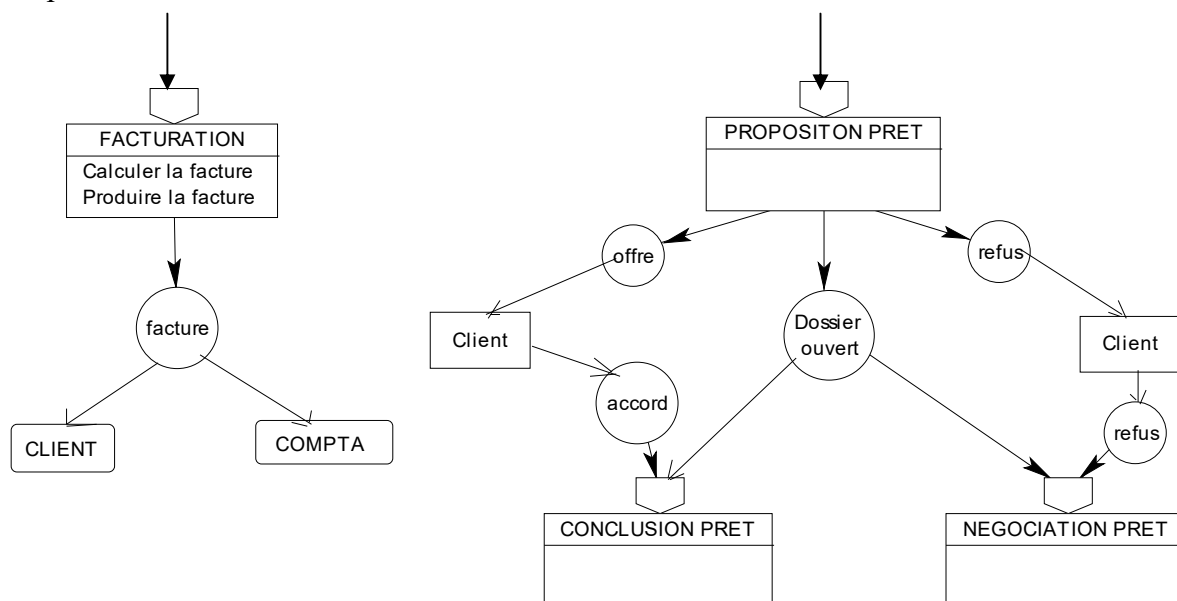 FACTURATION
Calculer la facture
Produire la facture
facture
CLIENT
COMPTA
PROPOSITON PRET
offre
refus
Client
Dossier
ouvert
Client
accord
refus
CONCLUSION PRET
NEGOCIATION PRET